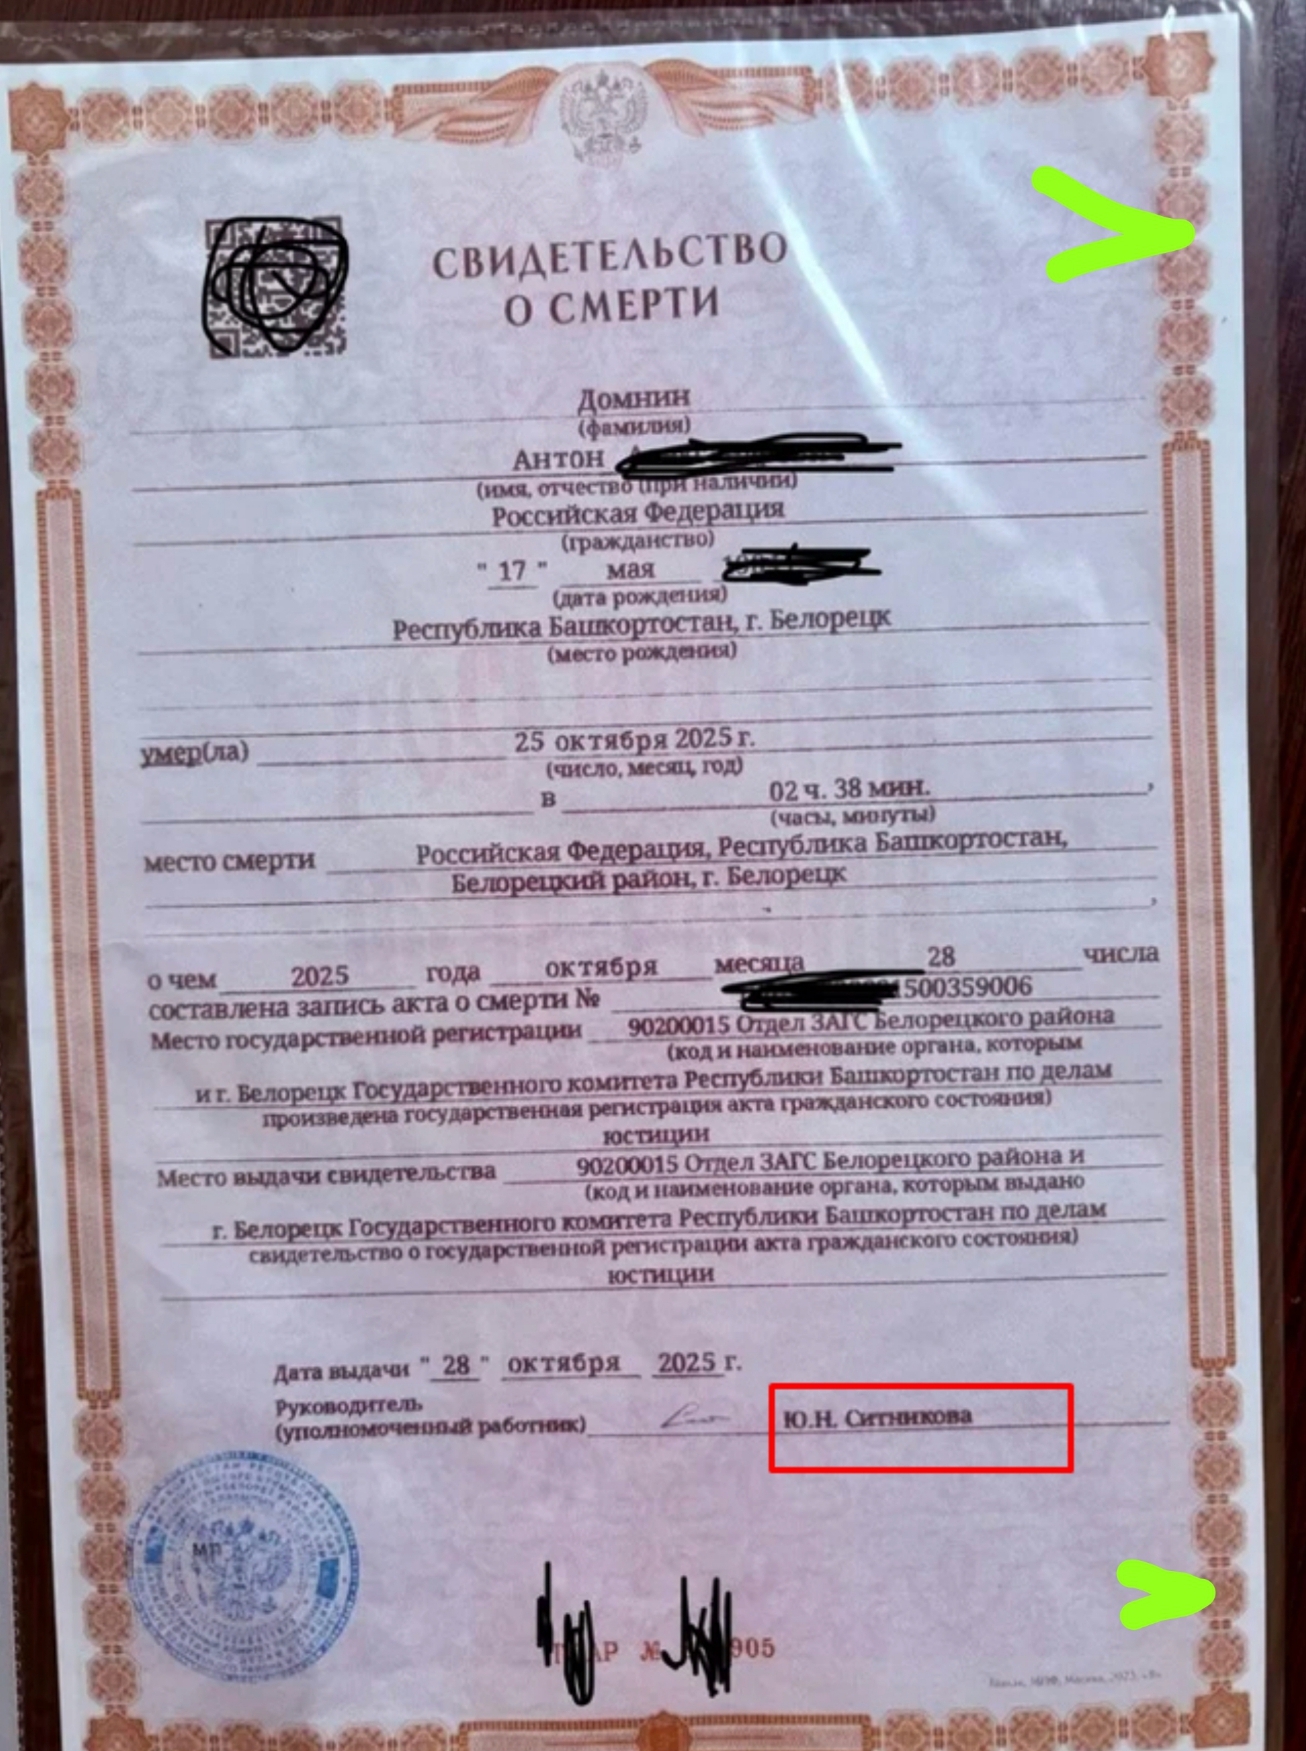 СВИДЕТЕЛЬСТВО
О СМЕРТИ
Домнин
(фамилия)
Антон
(имя, отчество (при наличии)
Российская Федерация
(гражданство)
" 17 " мая
(дата рождения)
Республика Башкортостан, г. Белорецк
(место рождения)
умер(ла) 25 октября 2025 г.
(число, месяц, год)
в 02 ч. 38 мин.,
(часы, минуты)
место смерти Российская Федерация, Республика Башкортостан,
Белорецкий район, г. Белорецк
,
о чем 2025 года октября месяца 28 числа
составлена запись акта о смерти № 1500359006
Место государственной регистрации 90200015 Отдел ЗАГС Белорецкого района
(код и наименование органа, которым
и г. Белорецк Государственного комитета Республики Башкортостан по делам
произведена государственная регистрация акта гражданского состояния)
юстиции
Место выдачи свидетельства 90200015 Отдел ЗАГС Белорецкого района и
(код и наименование органа, которым выдано
г. Белорецк Государственного комитета Республики Башкортостан по делам
свидетельство о государственной регистрации акта гражданского состояния)
юстиции
Дата выдачи " 28 " октября 2025 г.
Руководитель
(уполномоченный работник) Ю.Н. Ситникова
МП
АР № 905